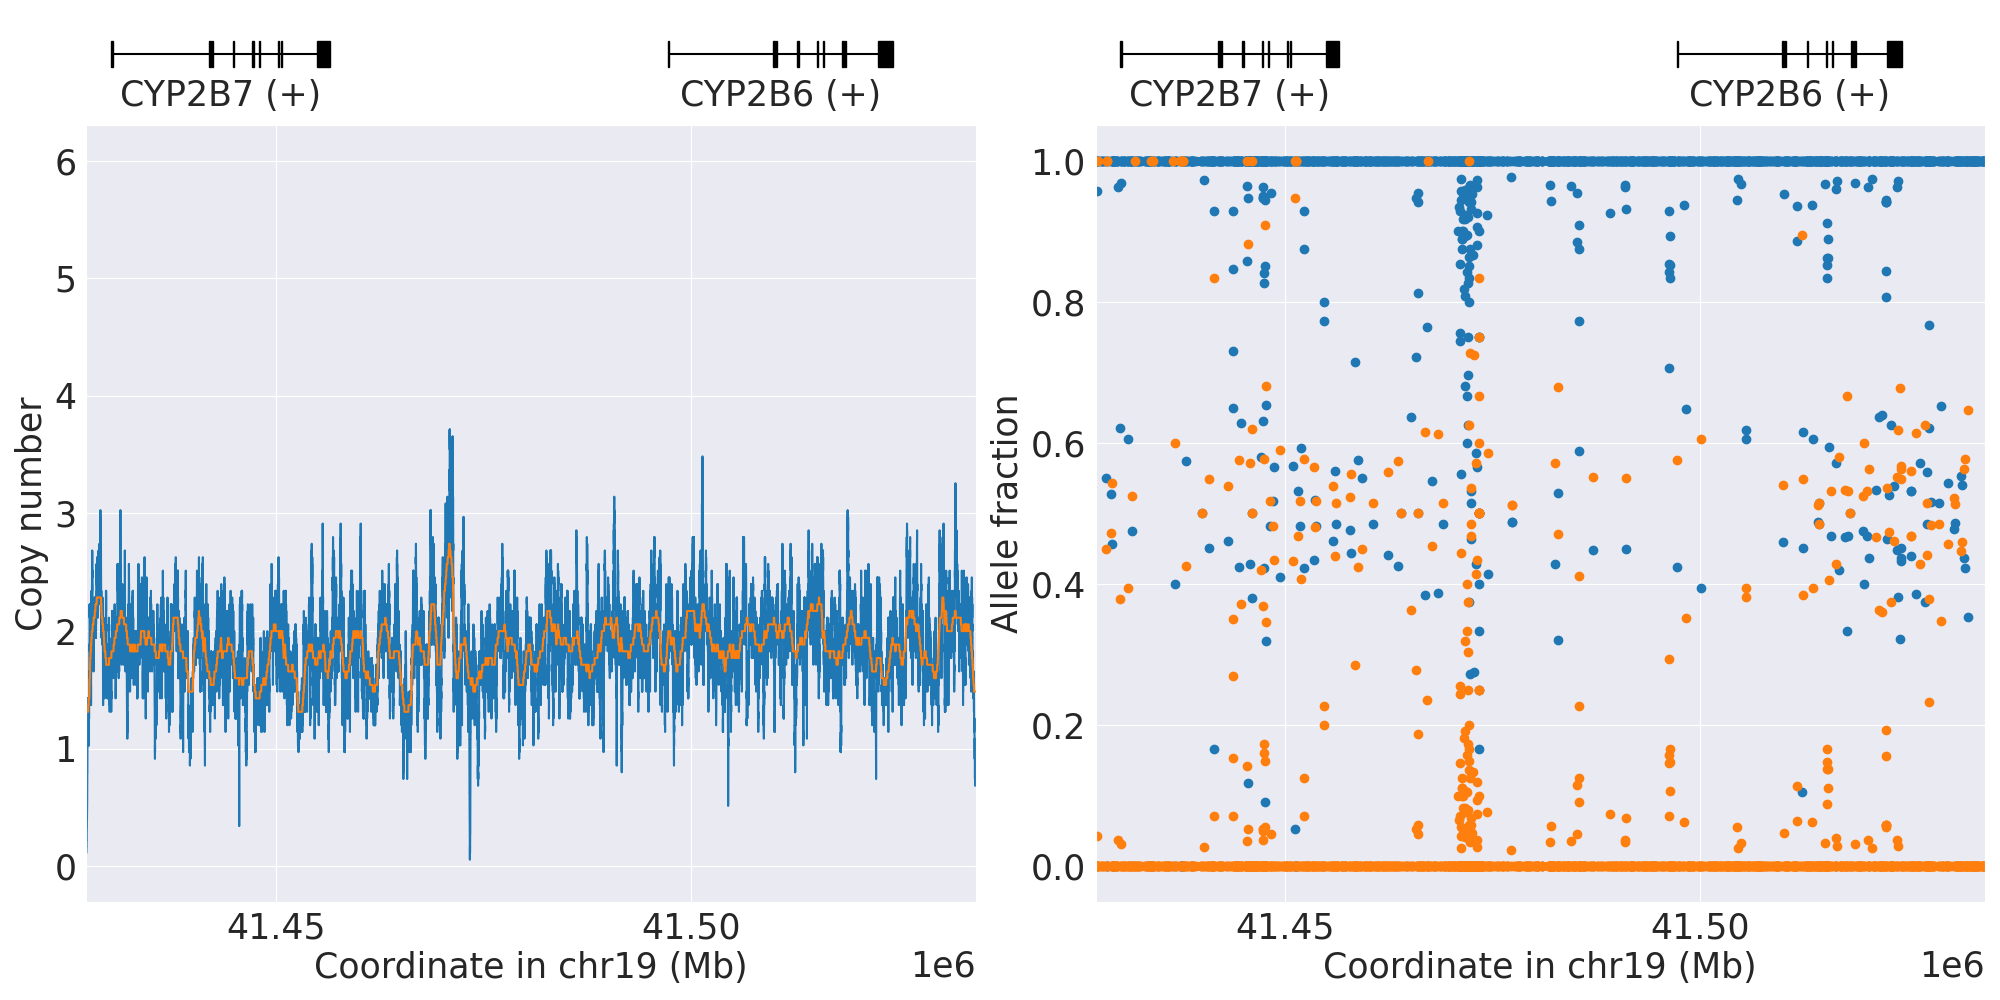 CYP2B7 (+)
CYP2B6 (+)
CYP2B7 (+)
CYP2B6 (+)
Copy number
6
5
4
3
2
1
0
41.45
41.50
Coordinate in chr19 (Mb)
1e6
Allele fraction
1.0
0.8
0.6
0.4
0.2
0.0
41.45
41.50
Coordinate in chr19 (Mb)
1e6